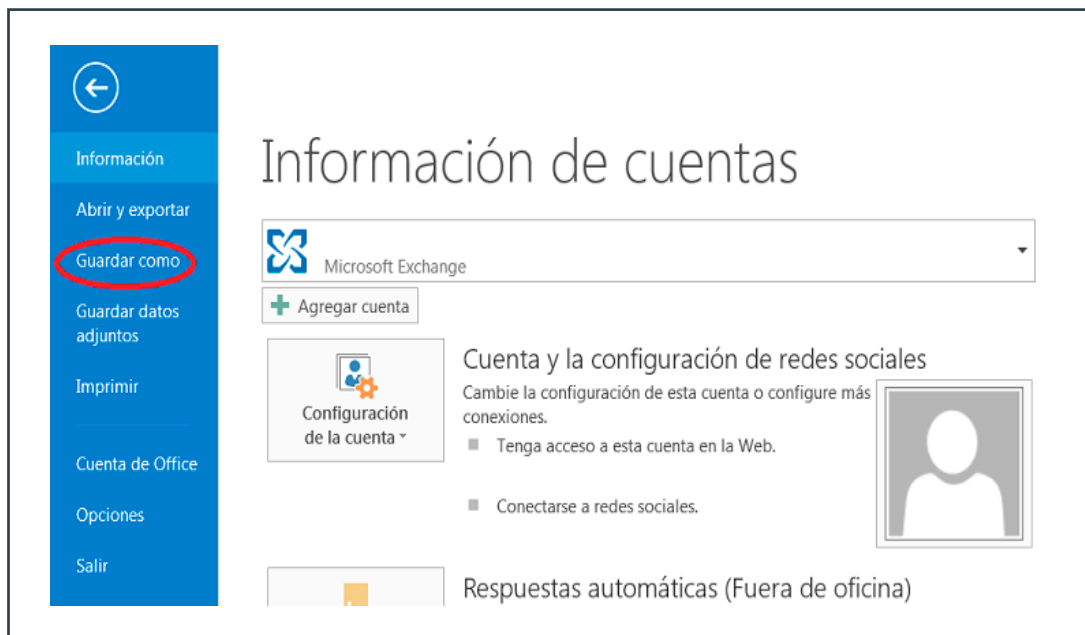 Información
Abrir y exportar
Guardar como
Guardar datos
adjuntos
Imprimir
Cuenta de Office
Opciones
Salir
Información de cuentas
Microsoft Exchange
Agregar cuenta
Configuración
de la cuenta
Cuenta y la configuración de redes sociales
Cambie la configuración de esta cuenta o configure más
conexiones.
Tenga acceso a esta cuenta en la Web.
Conectarse a redes sociales.
Respuestas automáticas (Fuera de oficina)